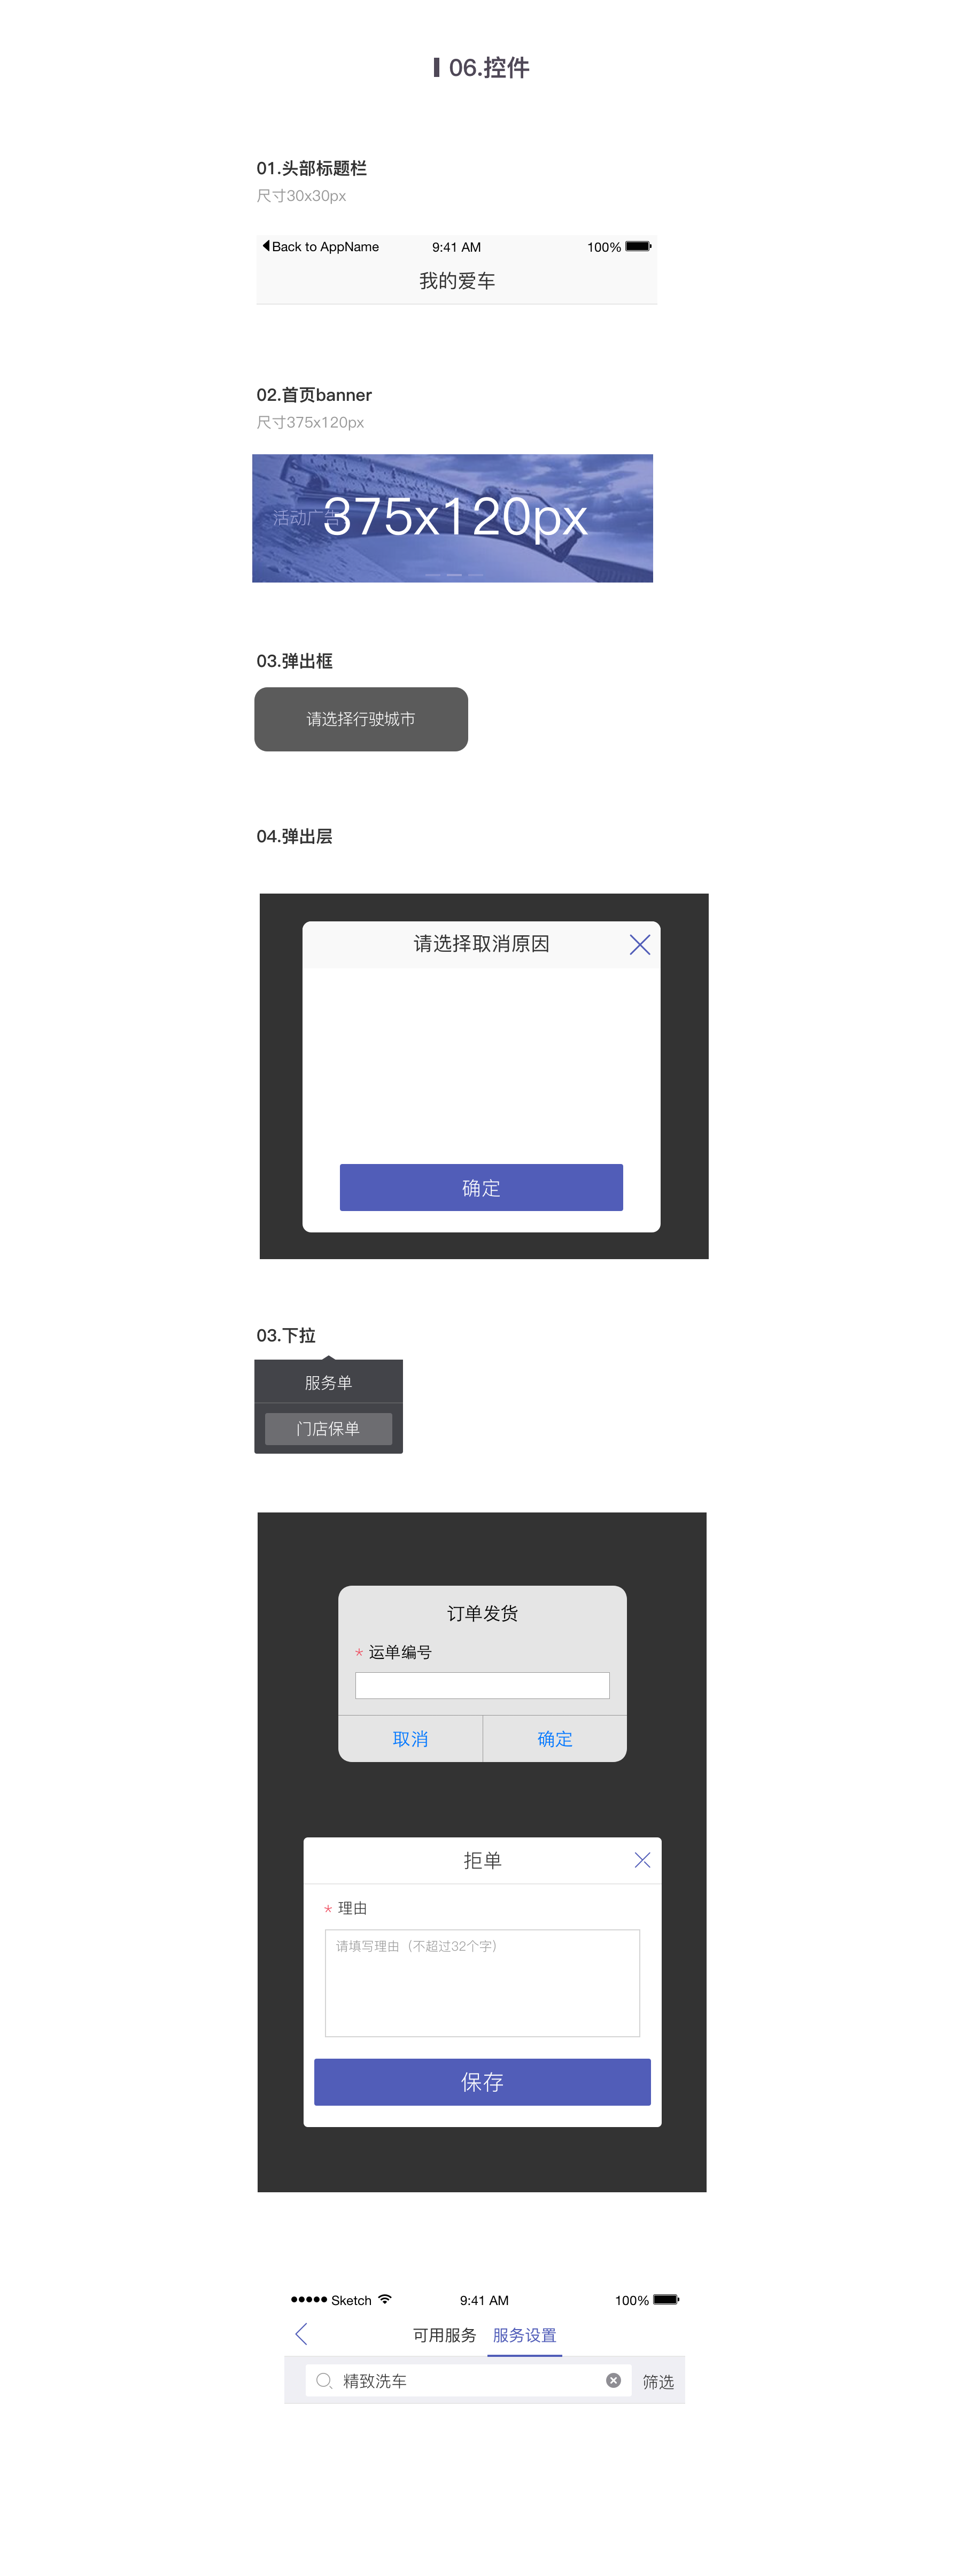 06.控件
01.头部标题栏
尺寸30x30px
Back to AppName 9:41 AM 100%
我的爱车
02.首页banner
尺寸375x120px
活动广告
375x120px
03.弹出框
请选择行驶城市
04.弹出层
请选择取消原因
确定
03.下拉
服务单
门店保单
订单发货
* 运单编号
取消 确定
拒单
* 理由
请填写理由（不超过32个字）
保存
Sketch 9:41 AM 100%
可用服务 服务设置
精致洗车 筛选